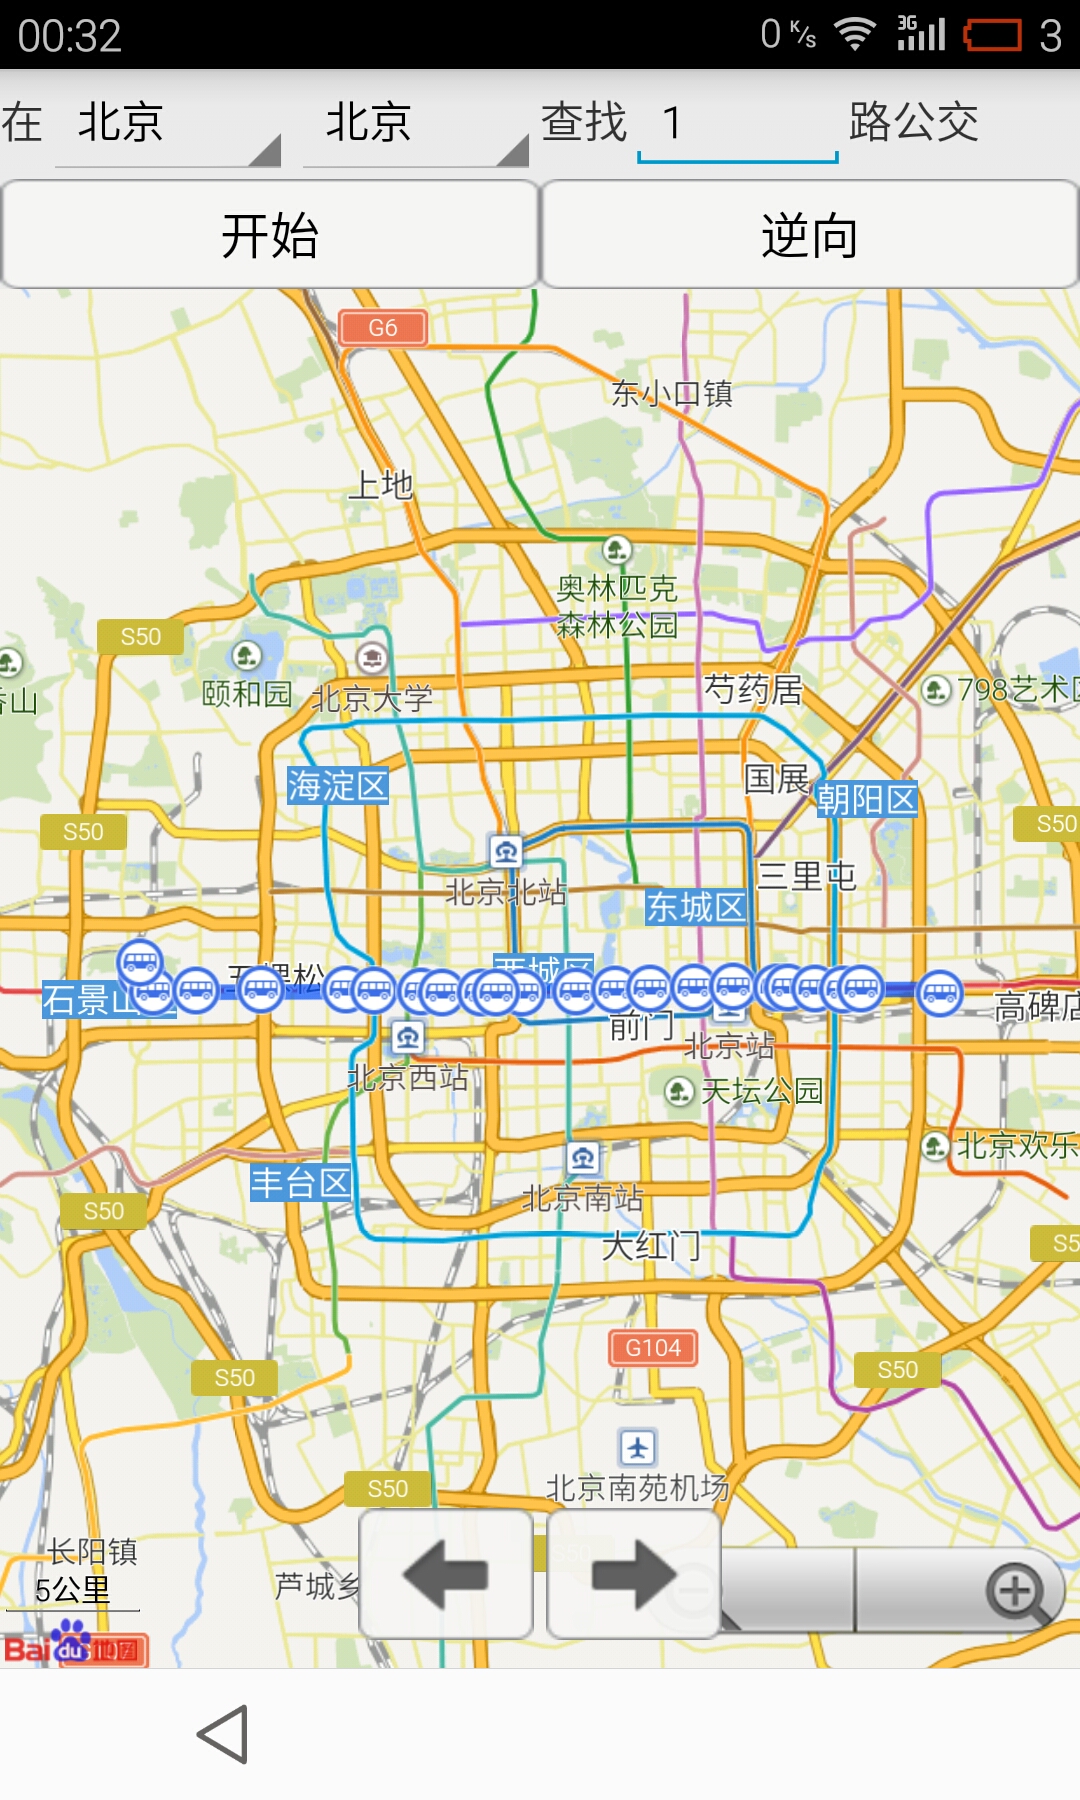 00:32 0 K/s 3G 3
在 北京 北京 查找 1 路公交
开始 逆向
G6
东小口镇
上地
奥林匹克
森林公园
S50
香山
颐和园
北京大学
芍药居
798艺术区
海淀区
国展
朝阳区
S50
S50
北京北站
三里屯
东城区
西城区
五棵松
石景山
前门
高碑店
北京站
北京西站
天坛公园
北京欢乐
丰台区
北京南站
S50
大红门
S5
G104
S50
S50
北京南苑机场
S50
长阳镇
5公里
芦城乡
Bai du 地图